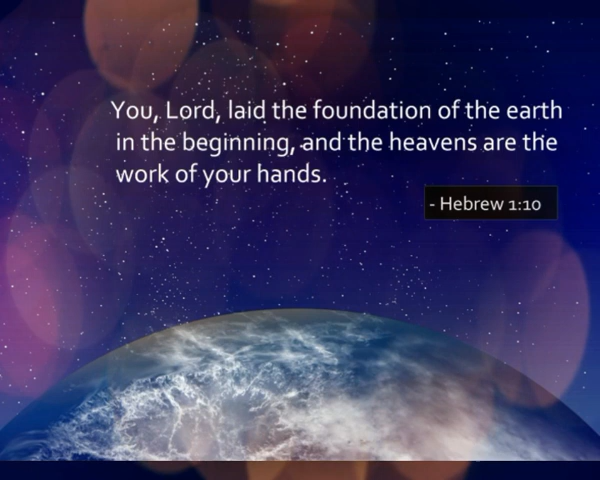 You, Lord, laid the foundation of the earth
in the beginning, and the heavens are the
work of your hands.
- Hebrew 1:10